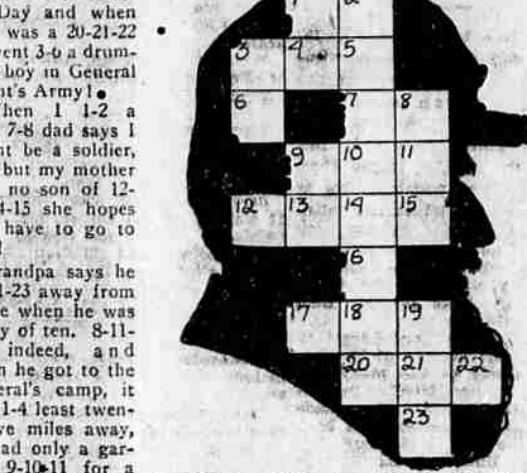 Day and when
was a 20-21-22
ent 3-6 a drum-
boy in General
nt's Army!
hen I 1-2 a
7-8 dad says I
ht be a soldier,
but my mother
no son of 12-
4-15 she hopes
have to go to
randpa says he
1-23 away from
e when he was
y of ten. 8-11-
indeed, and
n he got to the
eral's camp, it
1-4 least twen-
ve miles away,
ad only a gar-
9-10-11 for a
1 2
3 4 5
6 7 8
9 10 11
12 13 14 15
16
17 18 19
20 21 22
23